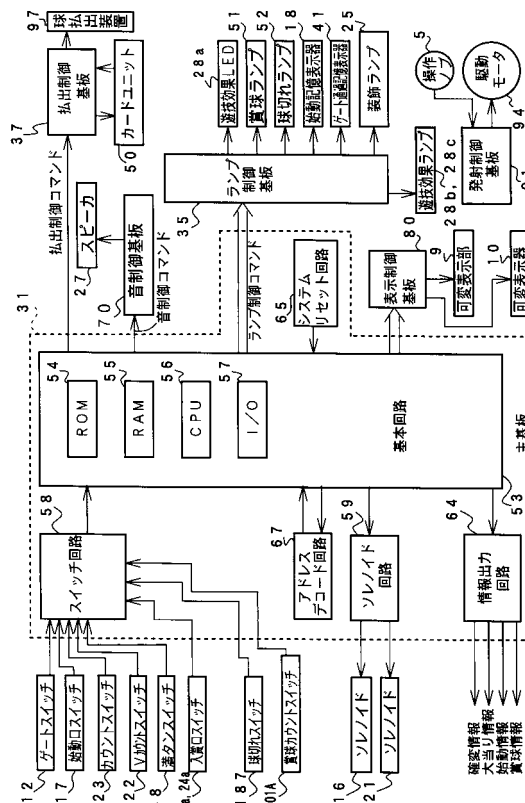 31
37
払出制御
基板
97
球
払出装置
50
カードユニット
払出制御コマンド
27
スピーカ
70
音制御基板
音制御コマンド
35
ランプ
制御
基板
ランプ制御コマンド
28a
遊技効果LED
51
賞球ランプ
52
球切れランプ
18
始動記憶表示器
41
ゲート通過記憶表示器
25
装飾ランプ
遊技効果ランプ
28b, 28c
65
システム
リセット回路
80
表示制御
基板
9
可変表示部
10
可変表示器
5
操作
発射制御基板
駆動
モータ
94
54
ROM
55
RAM
56
CPU
57
I/O
基本回路
53
58
スイッチ回路
67
アドレス
デコード回路
59
ソレノイド
回路
64
情報出力
回路
12
ゲートスイッチ
17
始動口スイッチ
23
カウントスイッチ
22
Vカウントスイッチ
満タンスイッチ
24a
入賞口スイッチ
187
球切れスイッチ
賞球カウントスイッチ
16
ソレノイド
21
ソレノイド
確変情報
大当り情報
始動情報
賞球情報